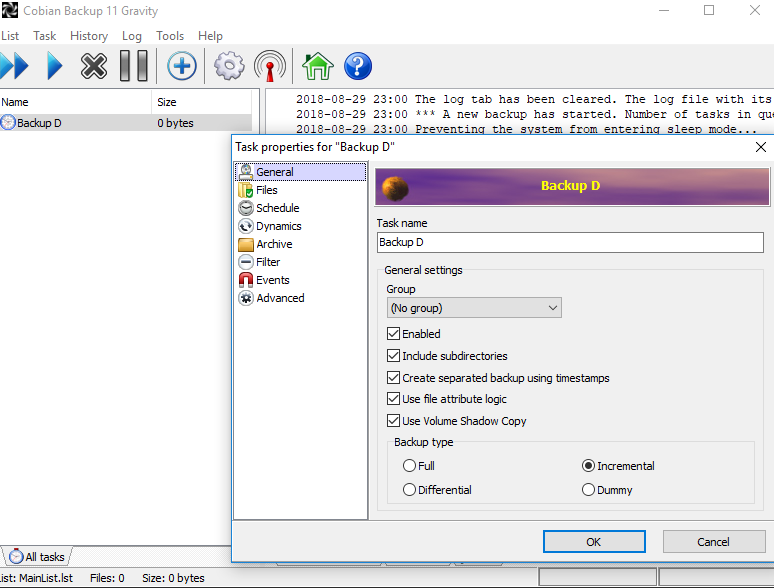 Cobian Backup 11 Gravity
List Task History Log Tools Help
Name Size
Backup D 0 bytes
2018-08-29 23:00 The log tab has been cleared. The log file with its
2018-08-29 23:00 *** A new backup has started. Number of tasks in que
2018-08-29 23:00 Preventing the system from entering sleep mode...
Task properties for "Backup D"
General
Files
Schedule
Dynamics
Archive
Filter
Events
Advanced
Backup D
Task name
Backup D
General settings
Group
(No group)
Enabled
Include subdirectories
Create separated backup using timestamps
Use file attribute logic
Use Volume Shadow Copy
Backup type
Full Incremental
Differential Dummy
OK Cancel
All tasks
ist: MainList.lst Files: 0 Size: 0 bytes